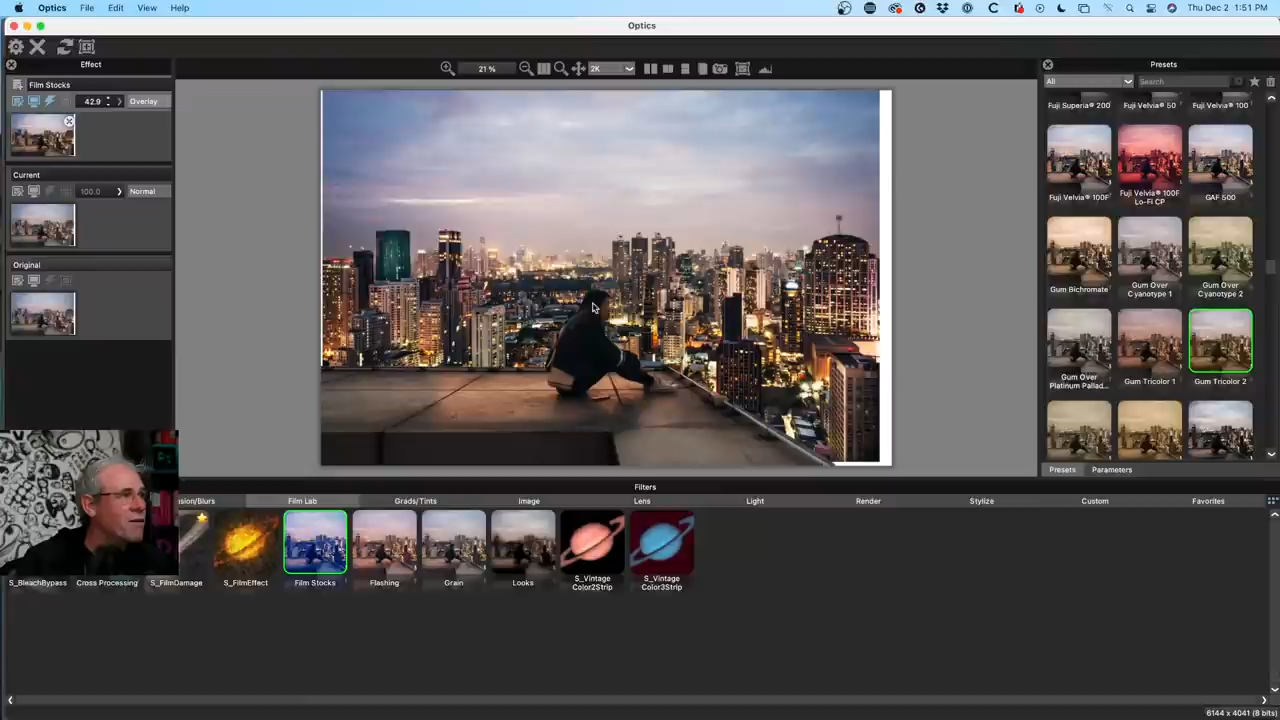 Optics File Edit View Window Help
Thu Dec 2 1:51 PM
Optics
Effect
21 %
2K
Presets
Film Stocks
All
Search
42.9
Overlay
Fuji Superia® 200
Fuji Velvia® 50
Fuji Velvia® 100
Current
100.0
Normal
Fuji Velvia® 100F
Fuji Velvia® 100F
Lo-Fi CP
GAF 500
Original
Gum Bichromate
Gum Over
Cyanotype 1
Gum Over
Cyanotype 2
Gum Over
Platinum Pallad...
Gum Tricolor 1
Gum Tricolor 2
Presets
Parameters
Filters
usion/Blurs
Film Lab
Grads/Tints
Image
Lens
Light
Render
Stylize
Custom
Favorites
S_BleachBypass
Cross Processing
S_FilmDamage
S_FilmEffect
Film Stocks
Flashing
Grain
Looks
S_Vintage
Color2Strip
S_Vintage
Color3Strip
6144 x 4041 (8 bits)